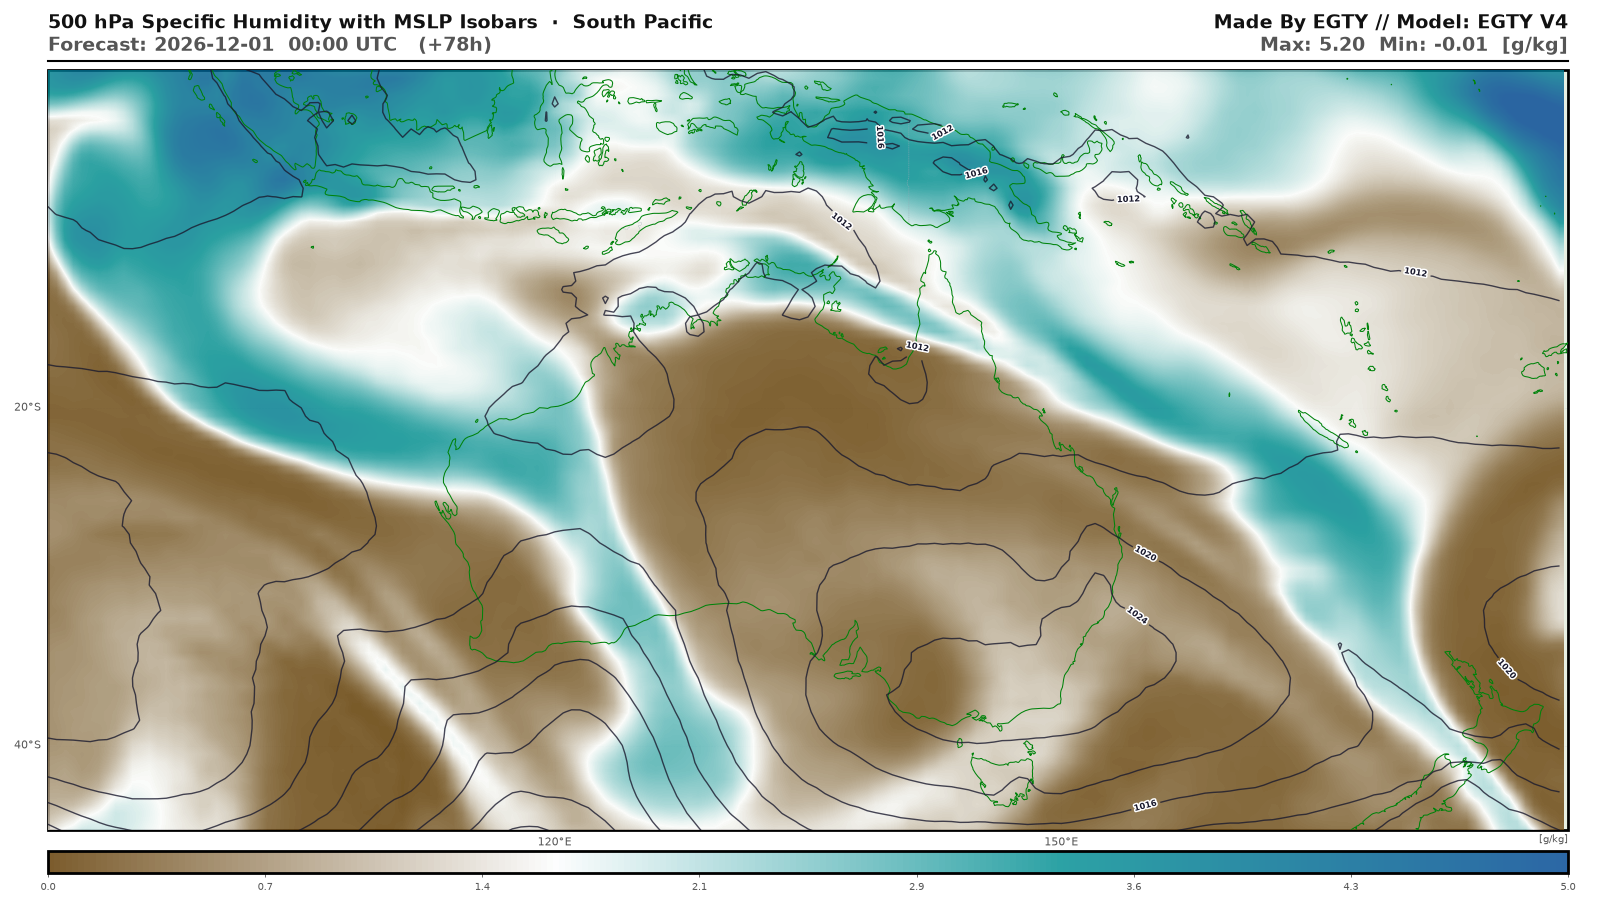 500 hPa Specific Humidity with MSLP Isobars · South Pacific
Made By EGTY // Model: EGTY V4
Forecast: 2026-12-01 00:00 UTC (+78h)
Max: 5.20 Min: -0.01 [g/kg]
1016
1012
1016
1012
1012
1012
1012
20°S
1020
1024
1020
40°S
1016
120°E
150°E
[g/kg]
0.0
0.7
1.4
2.1
2.9
3.6
4.3
5.0